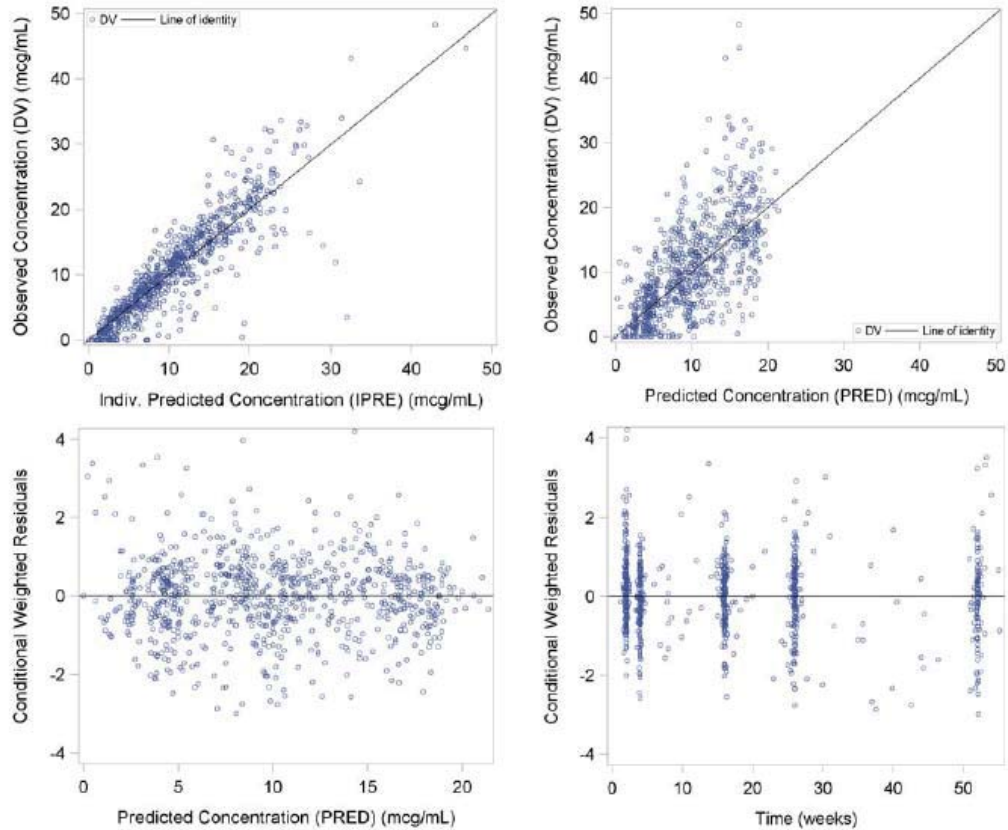 Observed Concentration (DV) (mcg/mL)
50
40
30
20
10
0
DV Line of identity
0 10 20 30 40 50
Indiv. Predicted Concentration (IPRE) (mcg/mL)
Observed Concentration (DV) (mcg/mL)
50
40
30
20
10
0
DV Line of identity
0 10 20 30 40 50
Predicted Concentration (PRED) (mcg/mL)
Conditional Weighted Residuals
4
2
0
-2
-4
0 5 10 15 20
Predicted Concentration (PRED) (mcg/mL)
Conditional Weighted Residuals
4
2
0
-2
-4
0 10 20 30 40 50
Time (weeks)